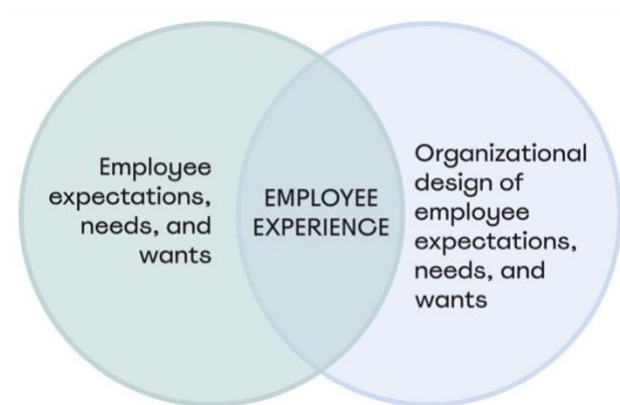 Employee
expectations,
needs, and
wants
EMPLOYEE
EXPERIENCE
Organizational
design of
employee
expectations,
needs, and
wants